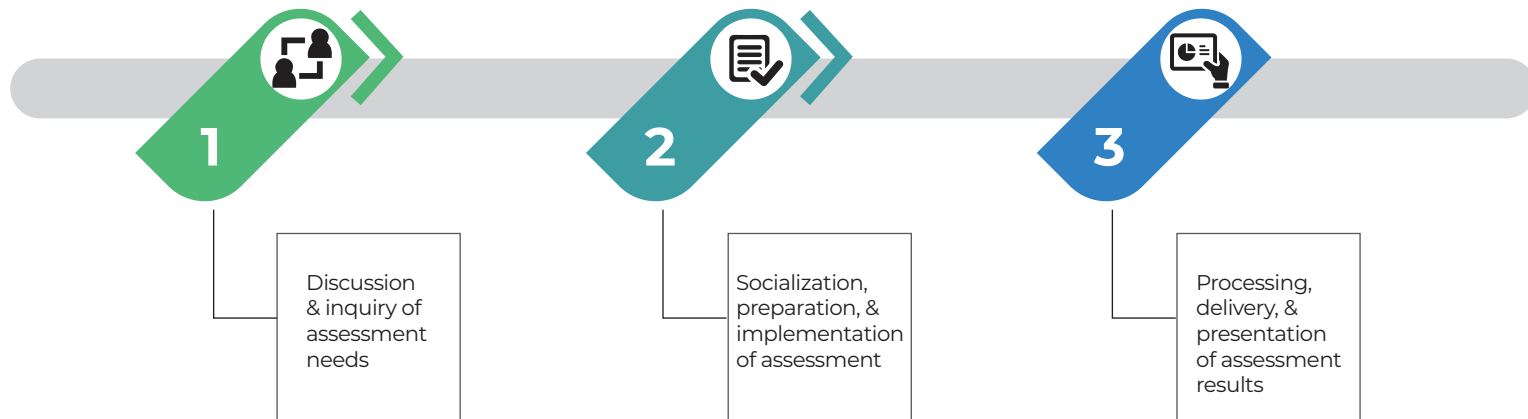 1
2
3
Discussion
& inquiry of
assessment
needs
Socialization,
preparation, &
implementation
of assessment
Processing,
delivery, &
presentation
of assessment
results